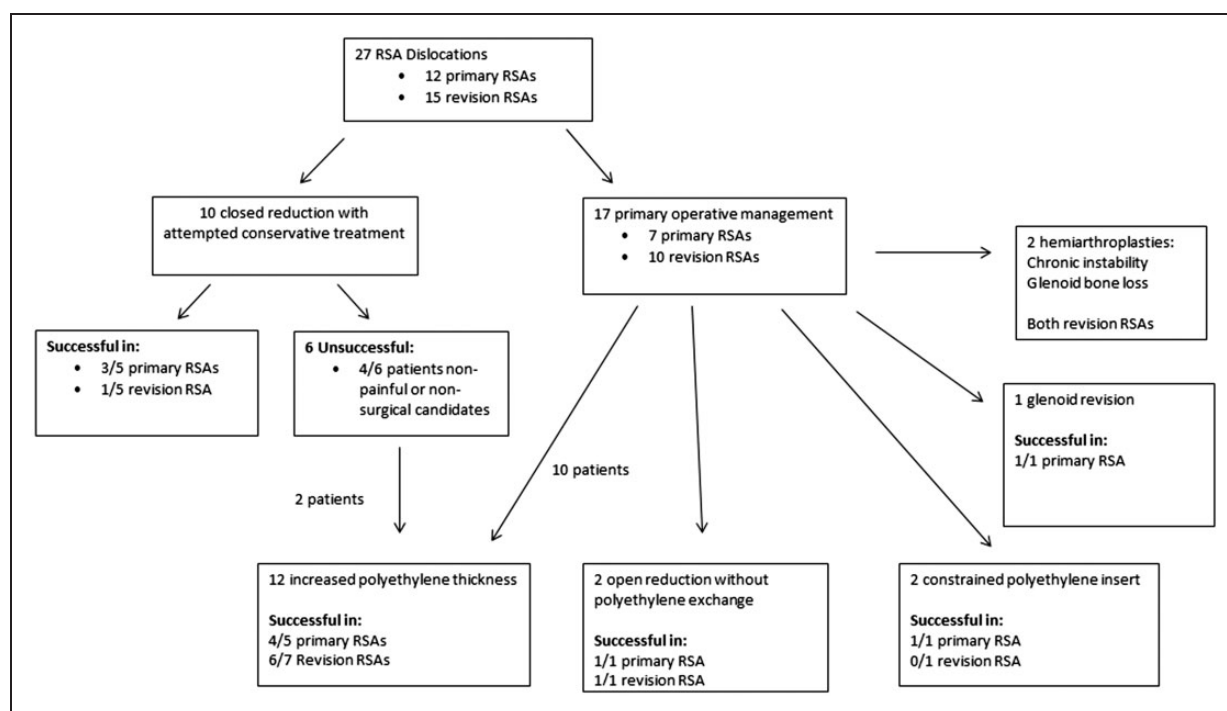 27 RSA Dislocations
• 12 primary RSAs
• 15 revision RSAs
10 closed reduction with
attempted conservative treatment
17 primary operative management
• 7 primary RSAs
• 10 revision RSAs
2 hemiarthroplasties:
Chronic instability
Glenoid bone loss
Both revision RSAs
Successful in:
• 3/5 primary RSAs
• 1/5 revision RSA
6 Unsuccessful:
• 4/6 patients non-
painful or non-
surgical candidates
1 glenoid revision
Successful in:
1/1 primary RSA
2 patients
10 patients
12 increased polyethylene thickness
Successful in:
4/5 primary RSAs
6/7 Revision RSAs
2 open reduction without
polyethylene exchange
Successful in:
1/1 primary RSA
1/1 revision RSA
2 constrained polyethylene insert
Successful in:
1/1 primary RSA
0/1 revision RSA